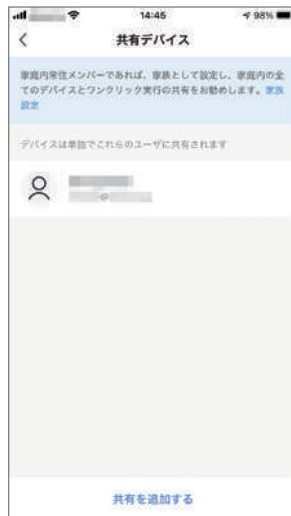 14:45
98%
共有デバイス
家庭内常住メンバーであれば、家族として設定し、家庭内の全
てのデバイスとワンクリック実行の共有をお勧めします。家族
設定
デバイスは単独でこれらのユーザに共有されます
共有を追加する